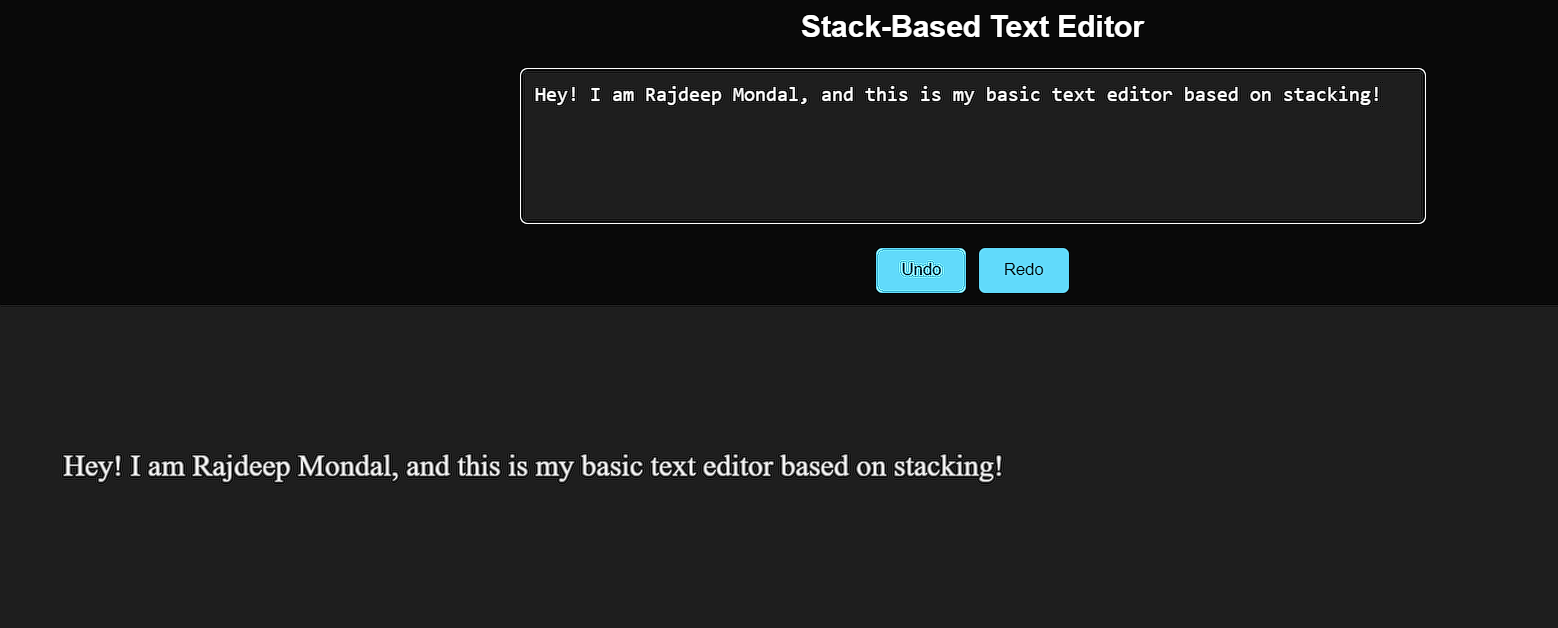 Stack-Based Text Editor
Hey! I am Rajdeep Mondal, and this is my basic text editor based on stacking!
Undo
Redo
Hey! I am Rajdeep Mondal, and this is my basic text editor based on stacking!